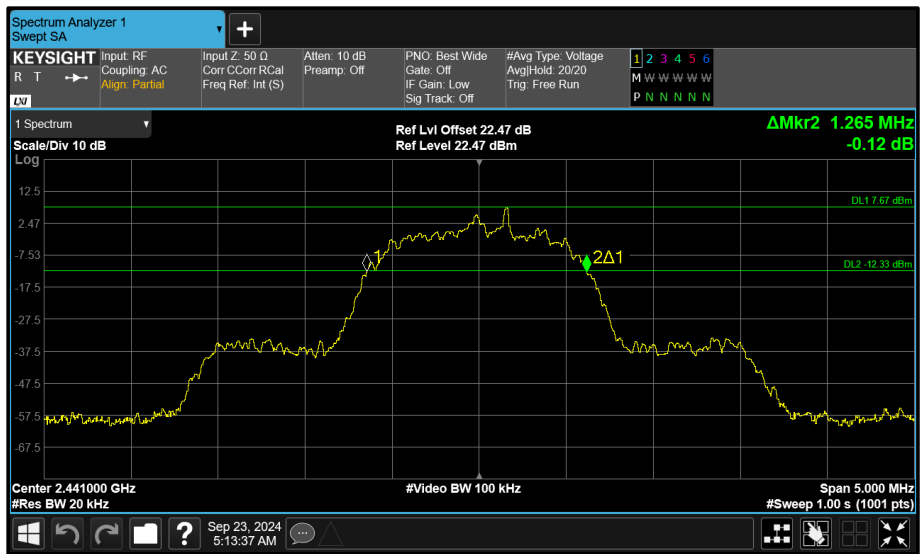 Spectrum Analyzer 1
Swept SA
+
KEYSIGHT
R T
LXI
Input: RF
Coupling: AC
Align: Partial
Input Z: 50 Ω
Corr CCorr RCal
Freq Ref: Int (S)
Atten: 10 dB
Preamp: Off
PNO: Best Wide
Gate: Off
IF Gain: Low
Sig Track: Off
#Avg Type: Voltage
Avg|Hold: 20/20
Trig: Free Run
1 2 3 4 5 6
M W W W W W
P N N N N N
1 Spectrum
Scale/Div 10 dB
Log
Ref Lvl Offset 22.47 dB
Ref Level 22.47 dBm
ΔMkr2 1.265 MHz
-0.12 dB
12.5
DL1 7.67 dBm
2.47
-7.53
1
2Δ1
DL2 -12.33 dBm
-17.5
-27.5
-37.5
-47.5
-57.5
-67.5
Center 2.441000 GHz
#Res BW 20 kHz
#Video BW 100 kHz
Span 5.000 MHz
#Sweep 1.00 s (1001 pts)
?
Sep 23, 2024
5:13:37 AM